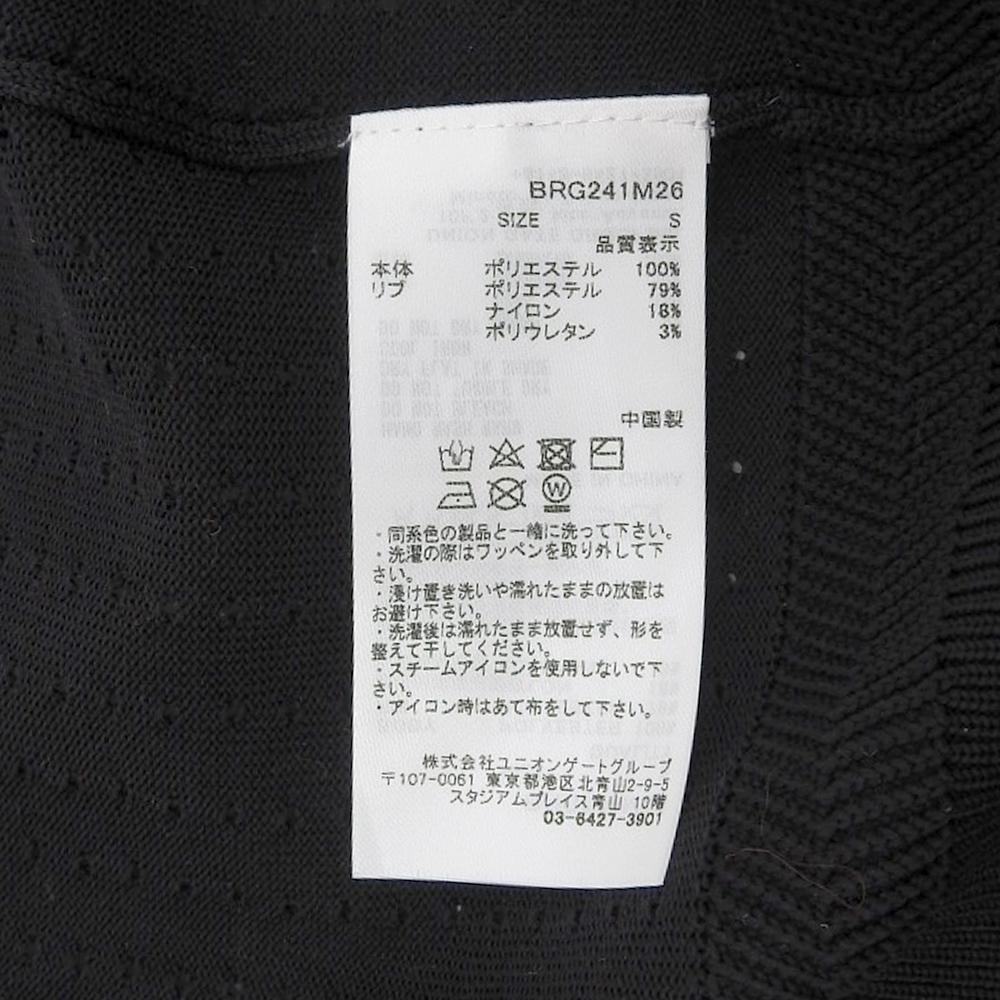 BRG241M26
SIZE S
品質表示
本体 ポリエステル 100%
リブ ポリエステル 79%
ナイロン 18%
ポリウレタン 3%
中国製
W
・同系色の製品と一緒に洗って下さい。
・洗濯の際はワッペンを取り外して下
さい。
・浸け置き洗いや濡れたままの放置は
お避け下さい。
・洗濯後は濡れたまま放置せず、形を
整えて干してください。
・スチームアイロンを使用しないで下
さい。
・アイロン時はあて布をして下さい。
株式会社ユニオンゲートグループ
〒107-0061 東京都港区北青山2-9-5
スタジアムプレイス青山 10階
03-6427-3901